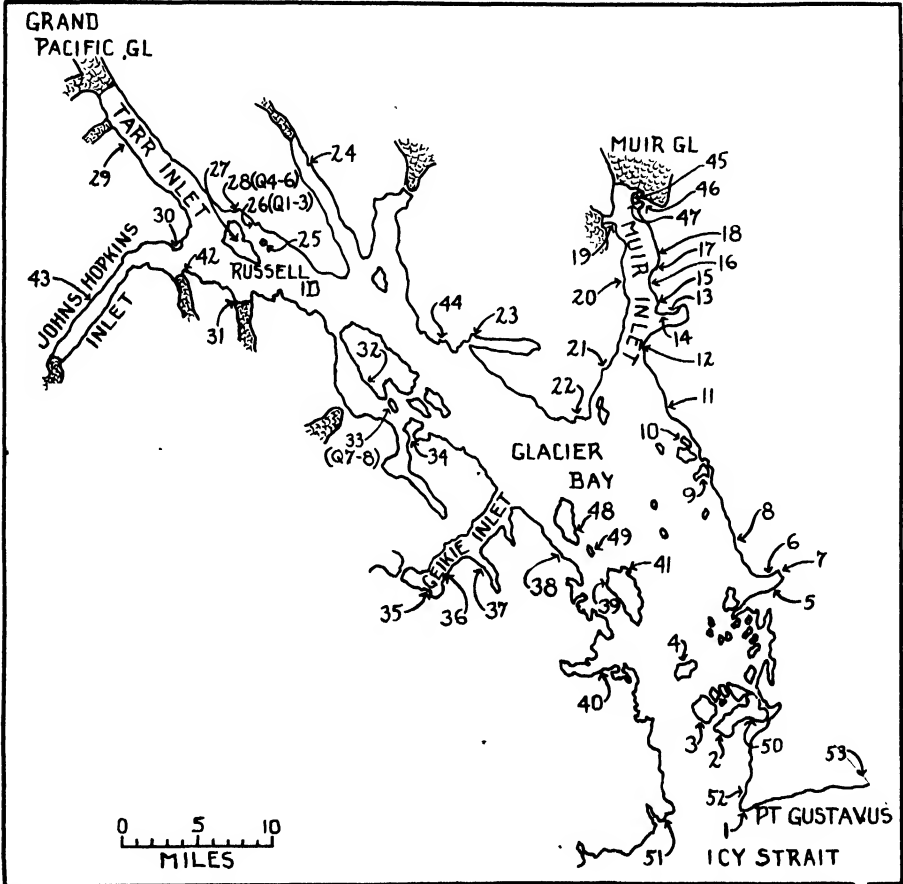 GRAND
PACIFIC GL
TARR INLET
29
27
28(Q4-6)
26(Q1-3)
25
24
RUSSELL
ID
30
42
43
JOHNS HOPKINS
INLET
31
MUIR GL
45
46
47
MUIR INLET
18
17
16
15
13
14
19
20
12
21
11
22
10
9
44
23
32
33
(Q7-8)
34
GLACIER
BAY
48
49
8
6
7
5
GEIKIE INLET
35
36
37
38
39
41
4
40
3
2
50
53
52
1
PT GUSTAVUS
51
ICY STRAIT
0 5 10
MILES